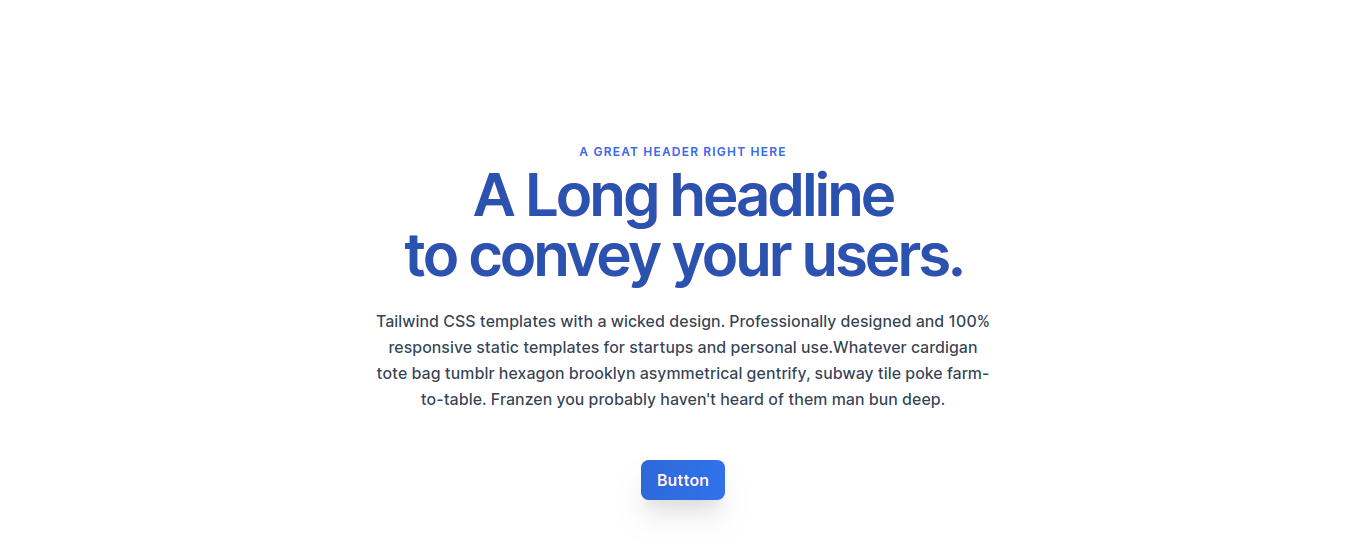 A GREAT HEADER RIGHT HERE
A Long headline
to convey your users.
Tailwind CSS templates with a wicked design. Professionally designed and 100%
responsive static templates for startups and personal use.Whatever cardigan
tote bag tumblr hexagon brooklyn asymmetrical gentrify, subway tile poke farm-
to-table. Franzen you probably haven't heard of them man bun deep.
Button